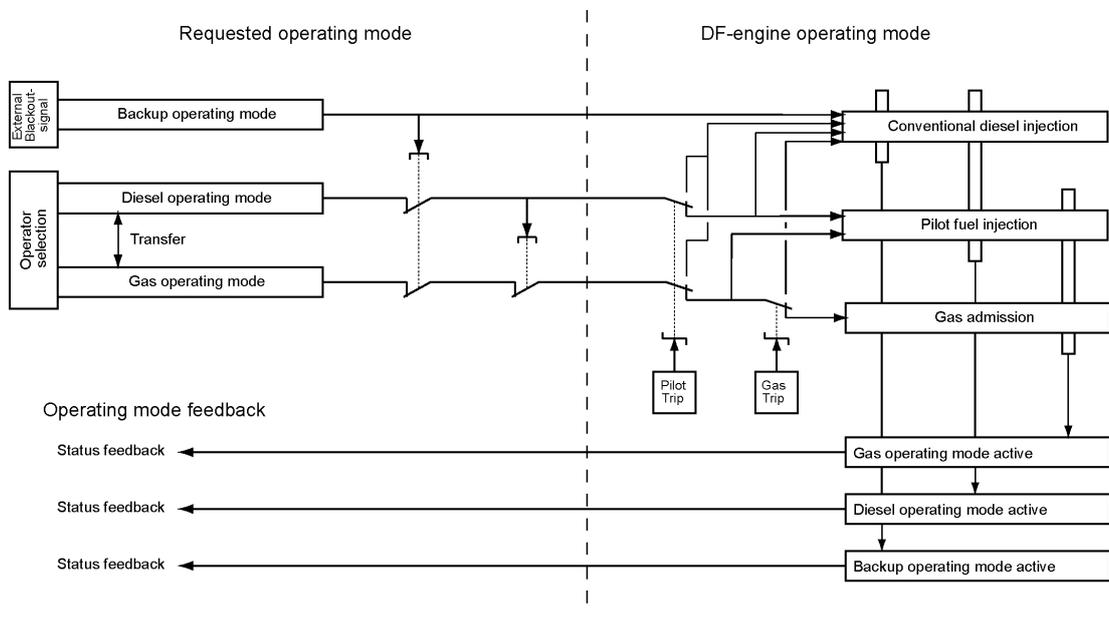 Requested operating mode
DF-engine operating mode
External
Blackout-
signal
Backup operating mode
Conventional diesel injection
Operator
selection
Diesel operating mode
Transfer
Gas operating mode
Pilot fuel injection
Gas admission
Pilot
Trip
Gas
Trip
Operating mode feedback
Status feedback
Gas operating mode active
Status feedback
Diesel operating mode active
Status feedback
Backup operating mode active